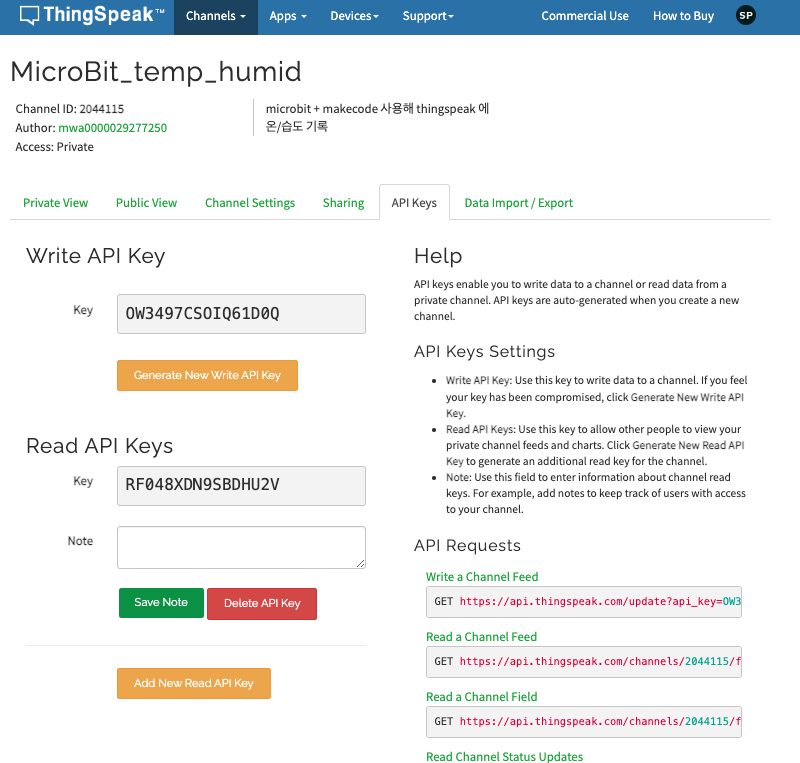 ThingSpeak™ Channels Apps Devices Support Commercial Use How to Buy SP
MicroBit_temp_humid
Channel ID: 2044115
Author: mwa0000029277250
Access: Private
microbit + makecode 사용해 thingspeak 에
온/습도 기록
Private View Public View Channel Settings Sharing API Keys Data Import / Export
Write API Key
Key OW3497CSOIQ61D0Q
Generate New Write API Key
Read API Keys
Key RF048XDN9SBDHU2V
Note
Save Note Delete API Key
Add New Read API Key
Help
API keys enable you to write data to a channel or read data from a
private channel. API keys are auto-generated when you create a new
channel.
API Keys Settings
• Write API Key: Use this key to write data to a channel. If you feel
your key has been compromised, click Generate New Write API
Key.
• Read API Keys: Use this key to allow other people to view your
private channel feeds and charts. Click Generate New Read API
Key to generate an additional read key for the channel.
• Note: Use this field to enter information about channel read
keys. For example, add notes to keep track of users with access
to your channel.
API Requests
Write a Channel Feed
GET https://api.thingspeak.com/update?api_key=OW3
Read a Channel Feed
GET https://api.thingspeak.com/channels/2044115/f
Read a Channel Field
GET https://api.thingspeak.com/channels/2044115/f
Read Channel Status Updates